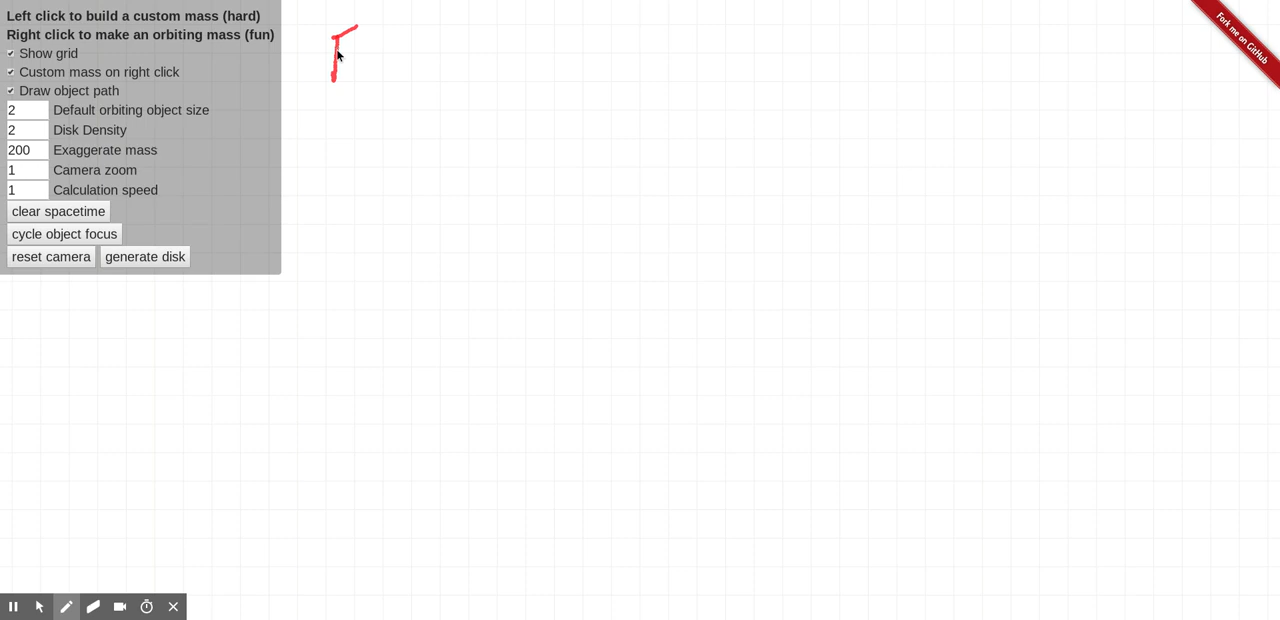 Left click to build a custom mass (hard)
Right click to make an orbiting mass (fun)
Show grid
Custom mass on right click
Draw object path
2 Default orbiting object size
2 Disk Density
200 Exaggerate mass
1 Camera zoom
1 Calculation speed
clear spacetime
cycle object focus
reset camera generate disk
Fork me on GitHub